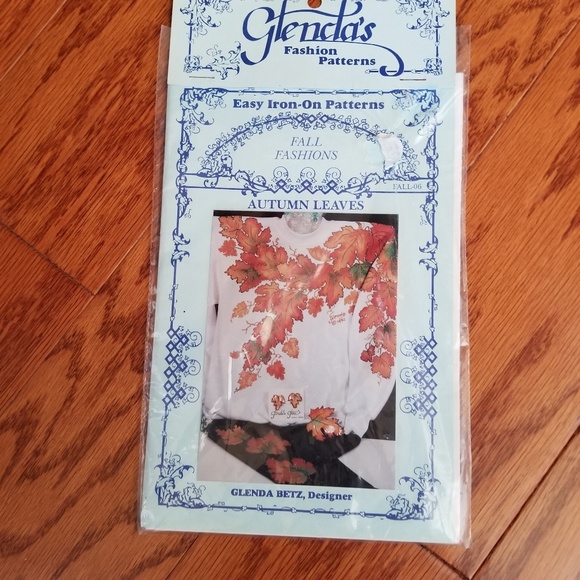 Glenda's
Fashion
Patterns
Easy Iron-On Patterns
FALL
FASHIONS
FALL-06
AUTUMN LEAVES
GLENDA BETZ, Designer